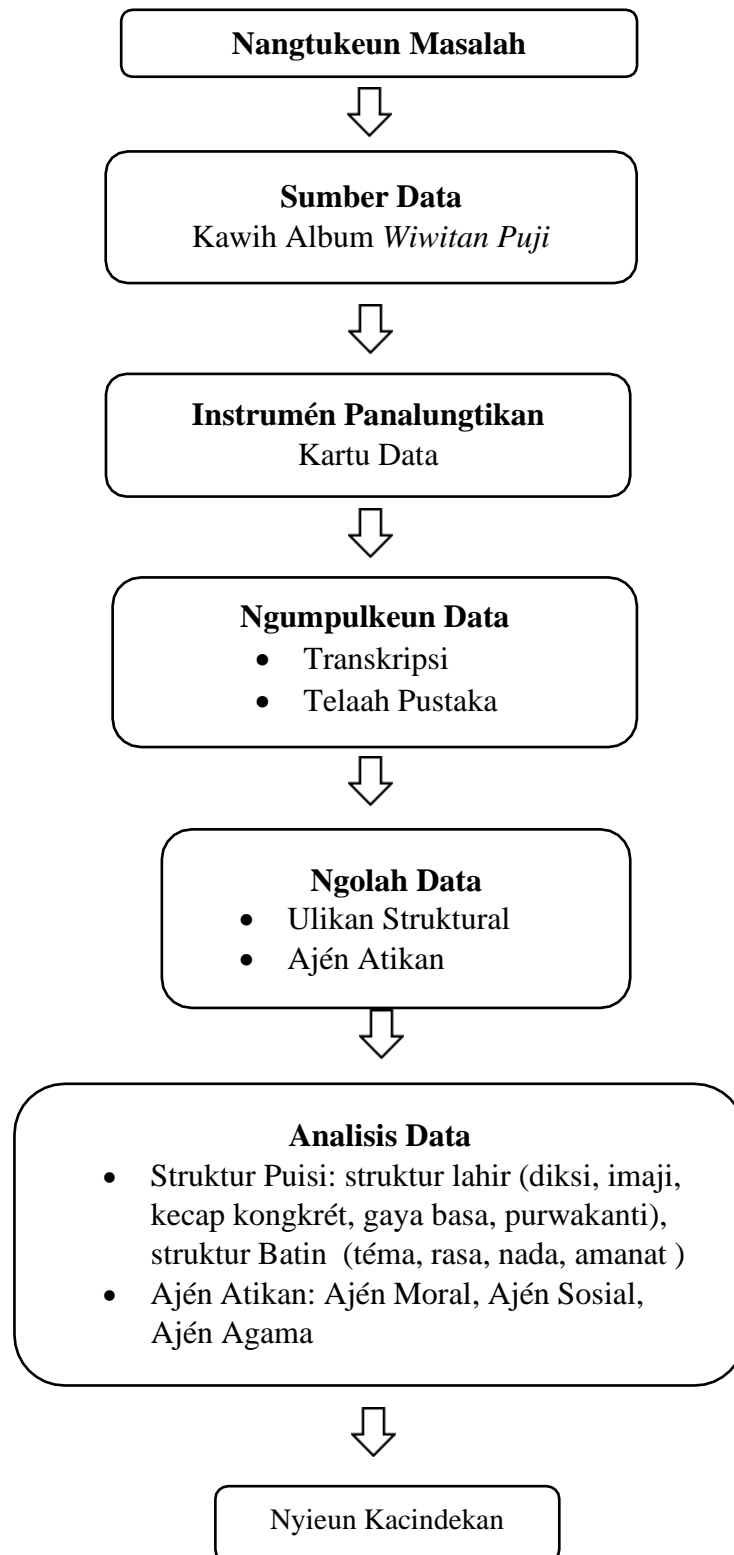 Nangtukeun Masalah
Sumber Data
Kawih Album Wiwitan Puji
Instrumén Panalungtikan
Kartu Data
Ngumpulkeun Data
• Transkripsi
• Telaah Pustaka
Ngolah Data
• Ulikan Struktural
• Ajén Atikan
Analisis Data
• Struktur Puisi: struktur lahir (diksi, imaji,
kecap kongkrét, gaya basa, purwakanti),
struktur Batin (téma, rasa, nada, amanat )
• Ajén Atikan: Ajén Moral, Ajén Sosial,
Ajén Agama
Nyieun Kacindekan